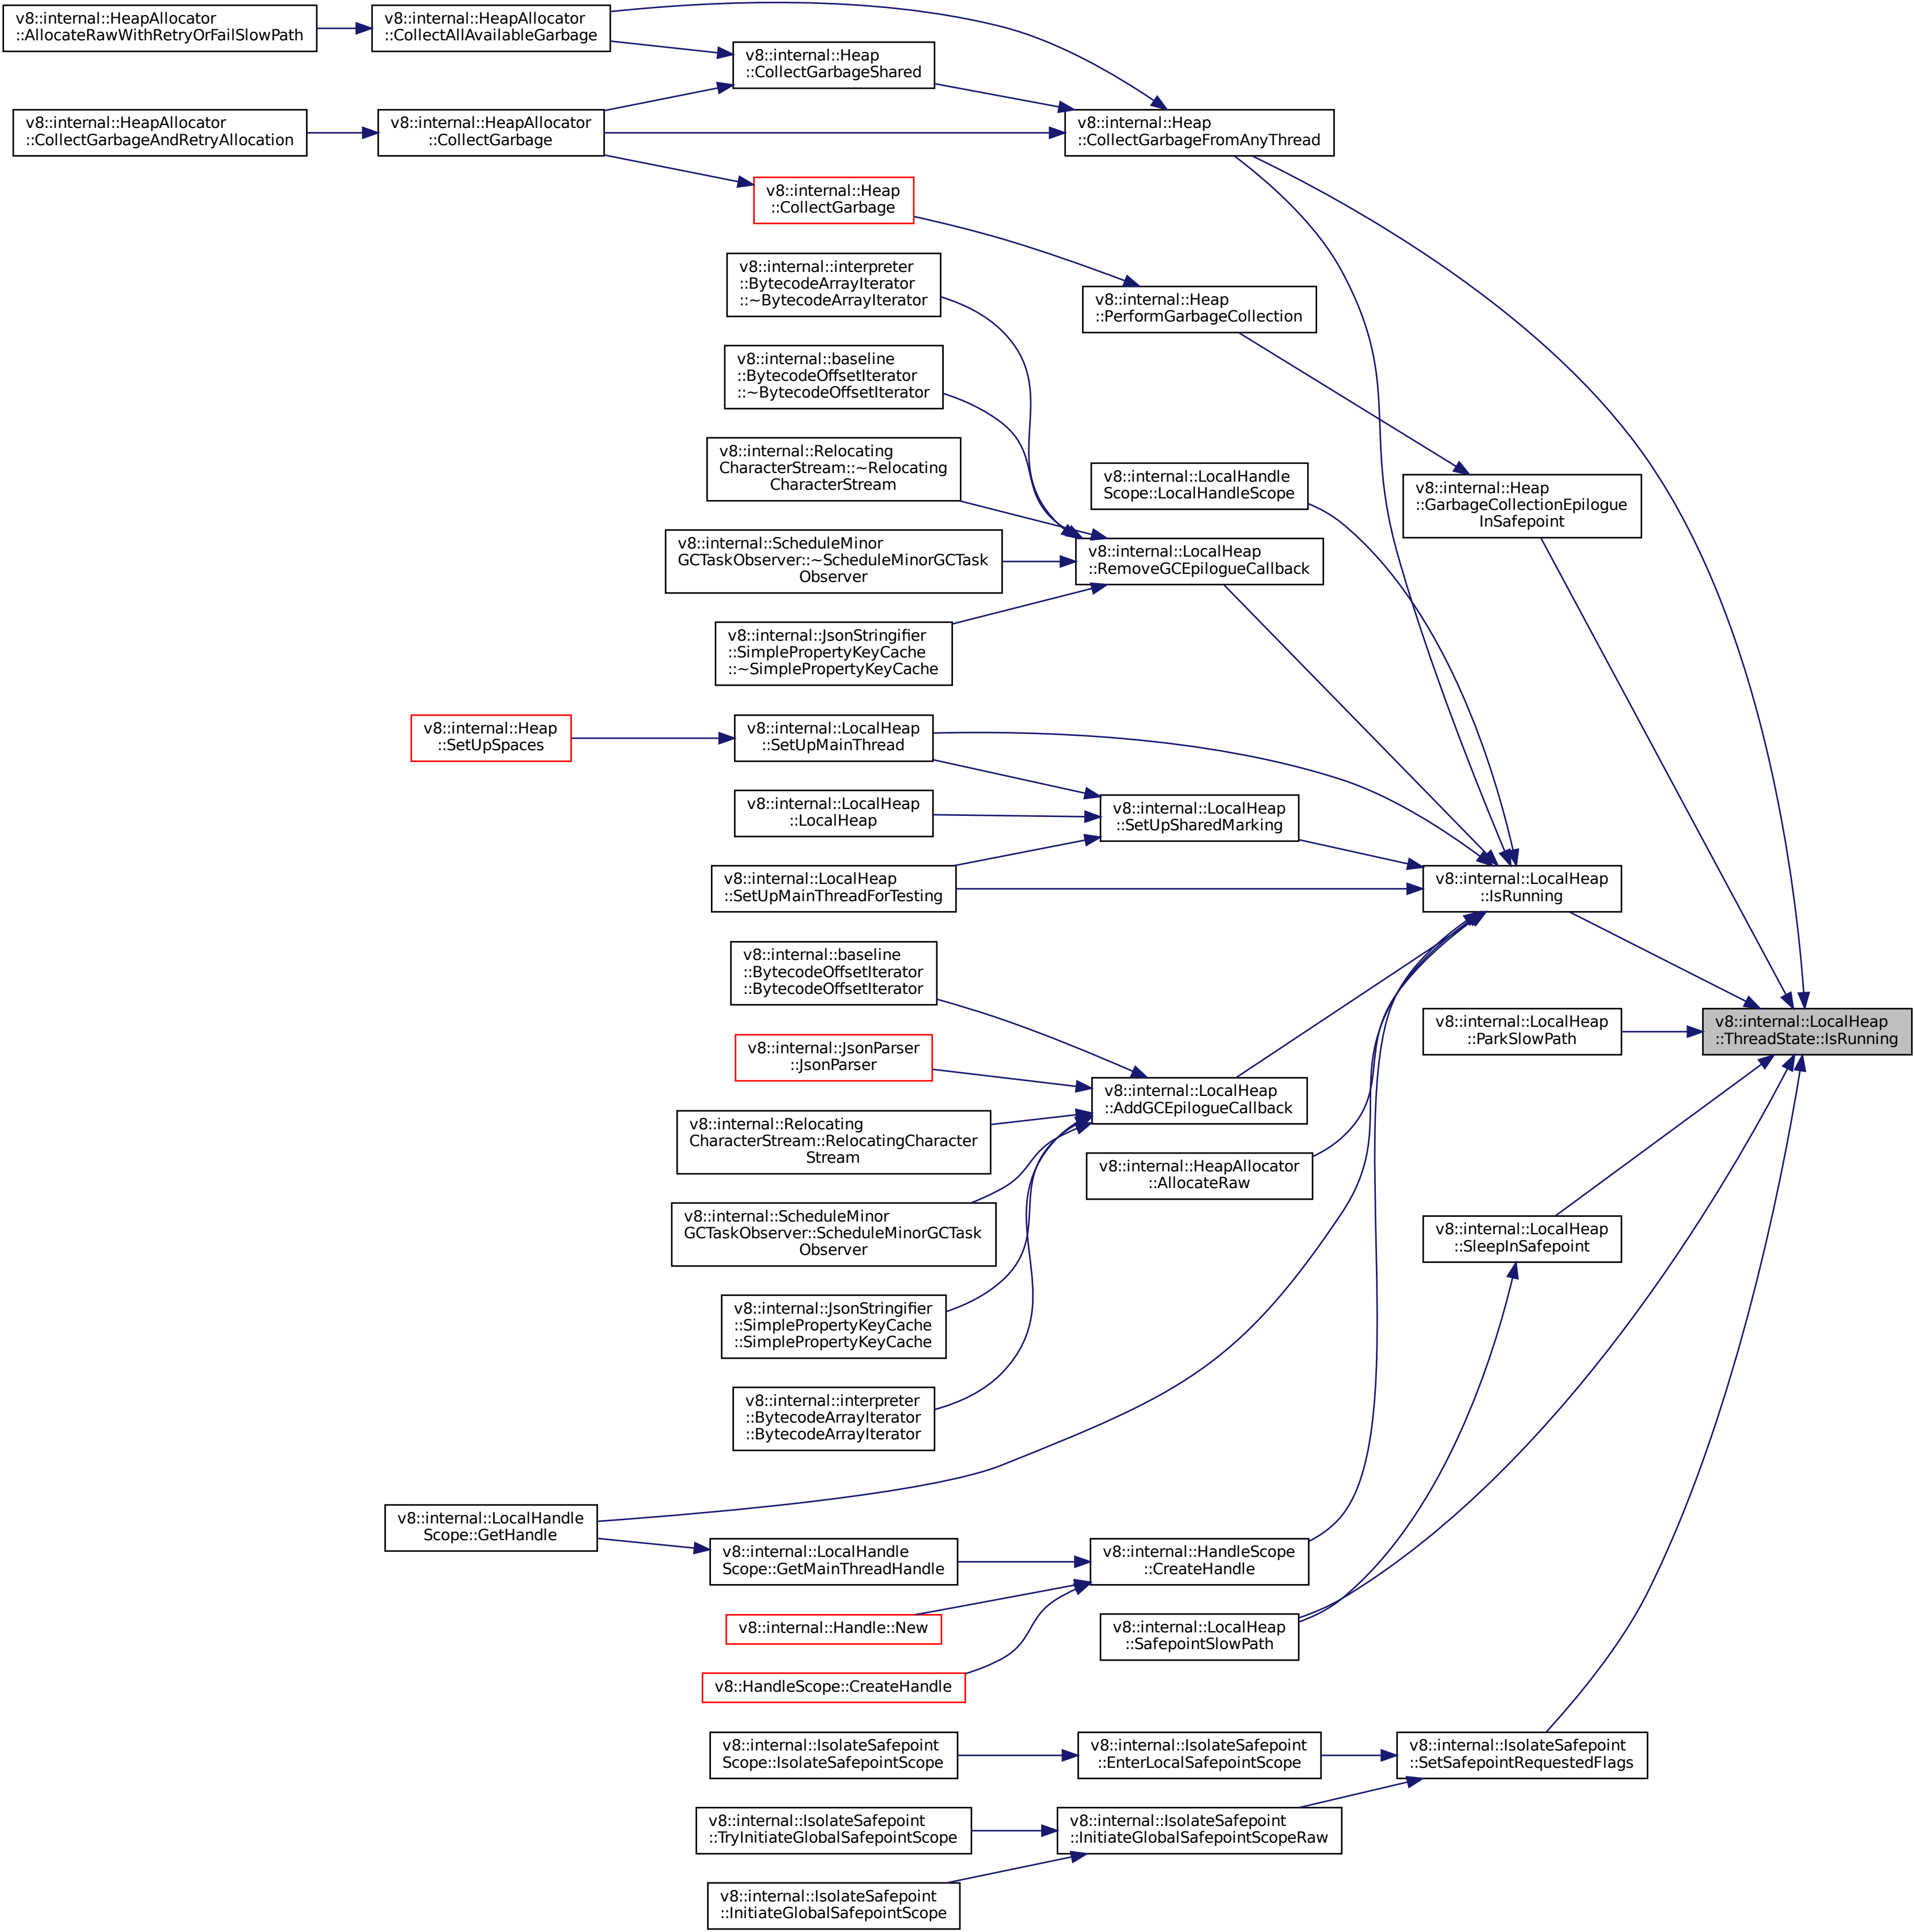 v8::internal::HeapAllocator
::AllocateRawWithRetryOrFailSlowPath
v8::internal::HeapAllocator
::CollectAllAvailableGarbage
v8::internal::Heap
::CollectGarbageShared
v8::internal::HeapAllocator
::CollectGarbageAndRetryAllocation
v8::internal::HeapAllocator
::CollectGarbage
v8::internal::Heap
::CollectGarbageFromAnyThread
v8::internal::Heap
::CollectGarbage
v8::internal::interpreter
::BytecodeArrayIterator
::~BytecodeArrayIterator
v8::internal::Heap
::PerformGarbageCollection
v8::internal::baseline
::BytecodeOffsetIterator
::~BytecodeOffsetIterator
v8::internal::Relocating
CharacterStream::~Relocating
CharacterStream
v8::internal::LocalHandle
Scope::LocalHandleScope
v8::internal::Heap
::GarbageCollectionEpilogue
InSafepoint
v8::internal::ScheduleMinor
GCTaskObserver::~ScheduleMinorGCTask
Observer
v8::internal::LocalHeap
::RemoveGCEpilogueCallback
v8::internal::JsonStringifier
::SimplePropertyKeyCache
::~SimplePropertyKeyCache
v8::internal::Heap
::SetUpSpaces
v8::internal::LocalHeap
::SetUpMainThread
v8::internal::LocalHeap
::LocalHeap
v8::internal::LocalHeap
::SetUpSharedMarking
v8::internal::LocalHeap
::SetUpMainThreadForTesting
v8::internal::LocalHeap
::IsRunning
v8::internal::baseline
::BytecodeOffsetIterator
::BytecodeOffsetIterator
v8::internal::LocalHeap
::ParkSlowPath
v8::internal::LocalHeap
::ThreadState::IsRunning
v8::internal::JsonParser
::JsonParser
v8::internal::LocalHeap
::AddGCEpilogueCallback
v8::internal::Relocating
CharacterStream::RelocatingCharacter
Stream
v8::internal::HeapAllocator
::AllocateRaw
v8::internal::ScheduleMinor
GCTaskObserver::ScheduleMinorGCTask
Observer
v8::internal::LocalHeap
::SleepInSafepoint
v8::internal::JsonStringifier
::SimplePropertyKeyCache
::SimplePropertyKeyCache
v8::internal::interpreter
::BytecodeArrayIterator
::BytecodeArrayIterator
v8::internal::LocalHandle
Scope::GetHandle
v8::internal::LocalHandle
Scope::GetMainThreadHandle
v8::internal::HandleScope
::CreateHandle
v8::internal::Handle::New
v8::internal::LocalHeap
::SafepointSlowPath
v8::HandleScope::CreateHandle
v8::internal::IsolateSafepoint
Scope::IsolateSafepointScope
v8::internal::IsolateSafepoint
::EnterLocalSafepointScope
v8::internal::IsolateSafepoint
::SetSafepointRequestedFlags
v8::internal::IsolateSafepoint
::TryInitiateGlobalSafepointScope
v8::internal::IsolateSafepoint
::InitiateGlobalSafepointScopeRaw
v8::internal::IsolateSafepoint
::InitiateGlobalSafepointScope